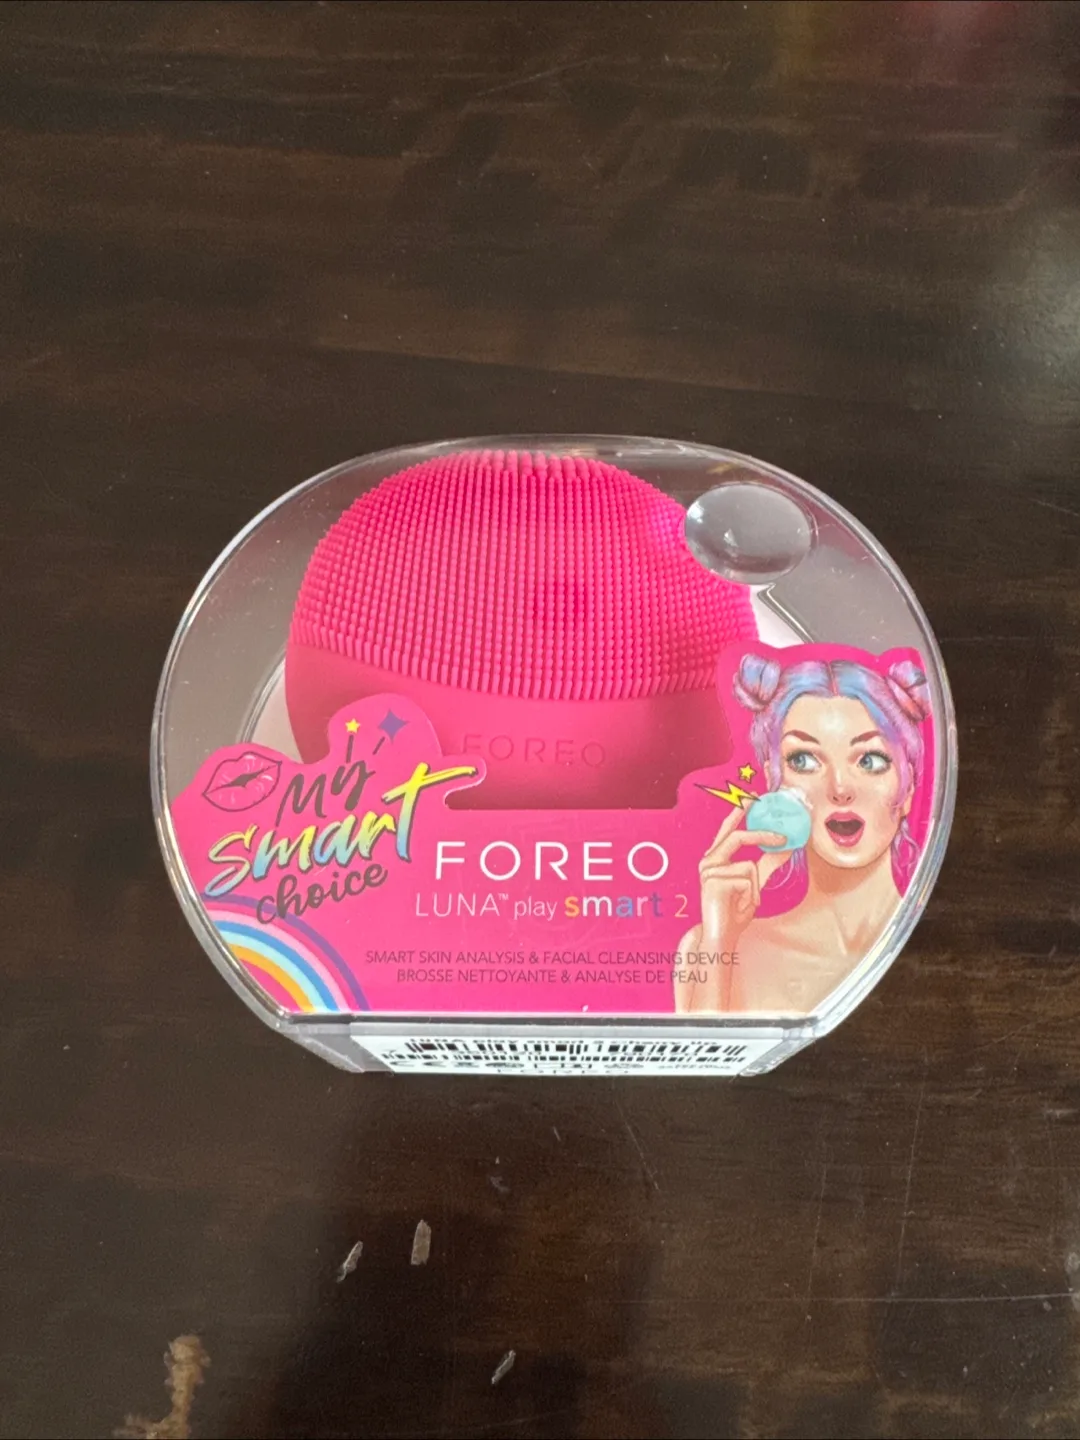 FOREO
My
smart
choice
FOREO
LUNA™ play smart 2
SMART SKIN ANALYSIS & FACIAL CLEANSING DEVICE
BROSSE NETTOYANTE & ANALYSE DE PEAU
FOREO